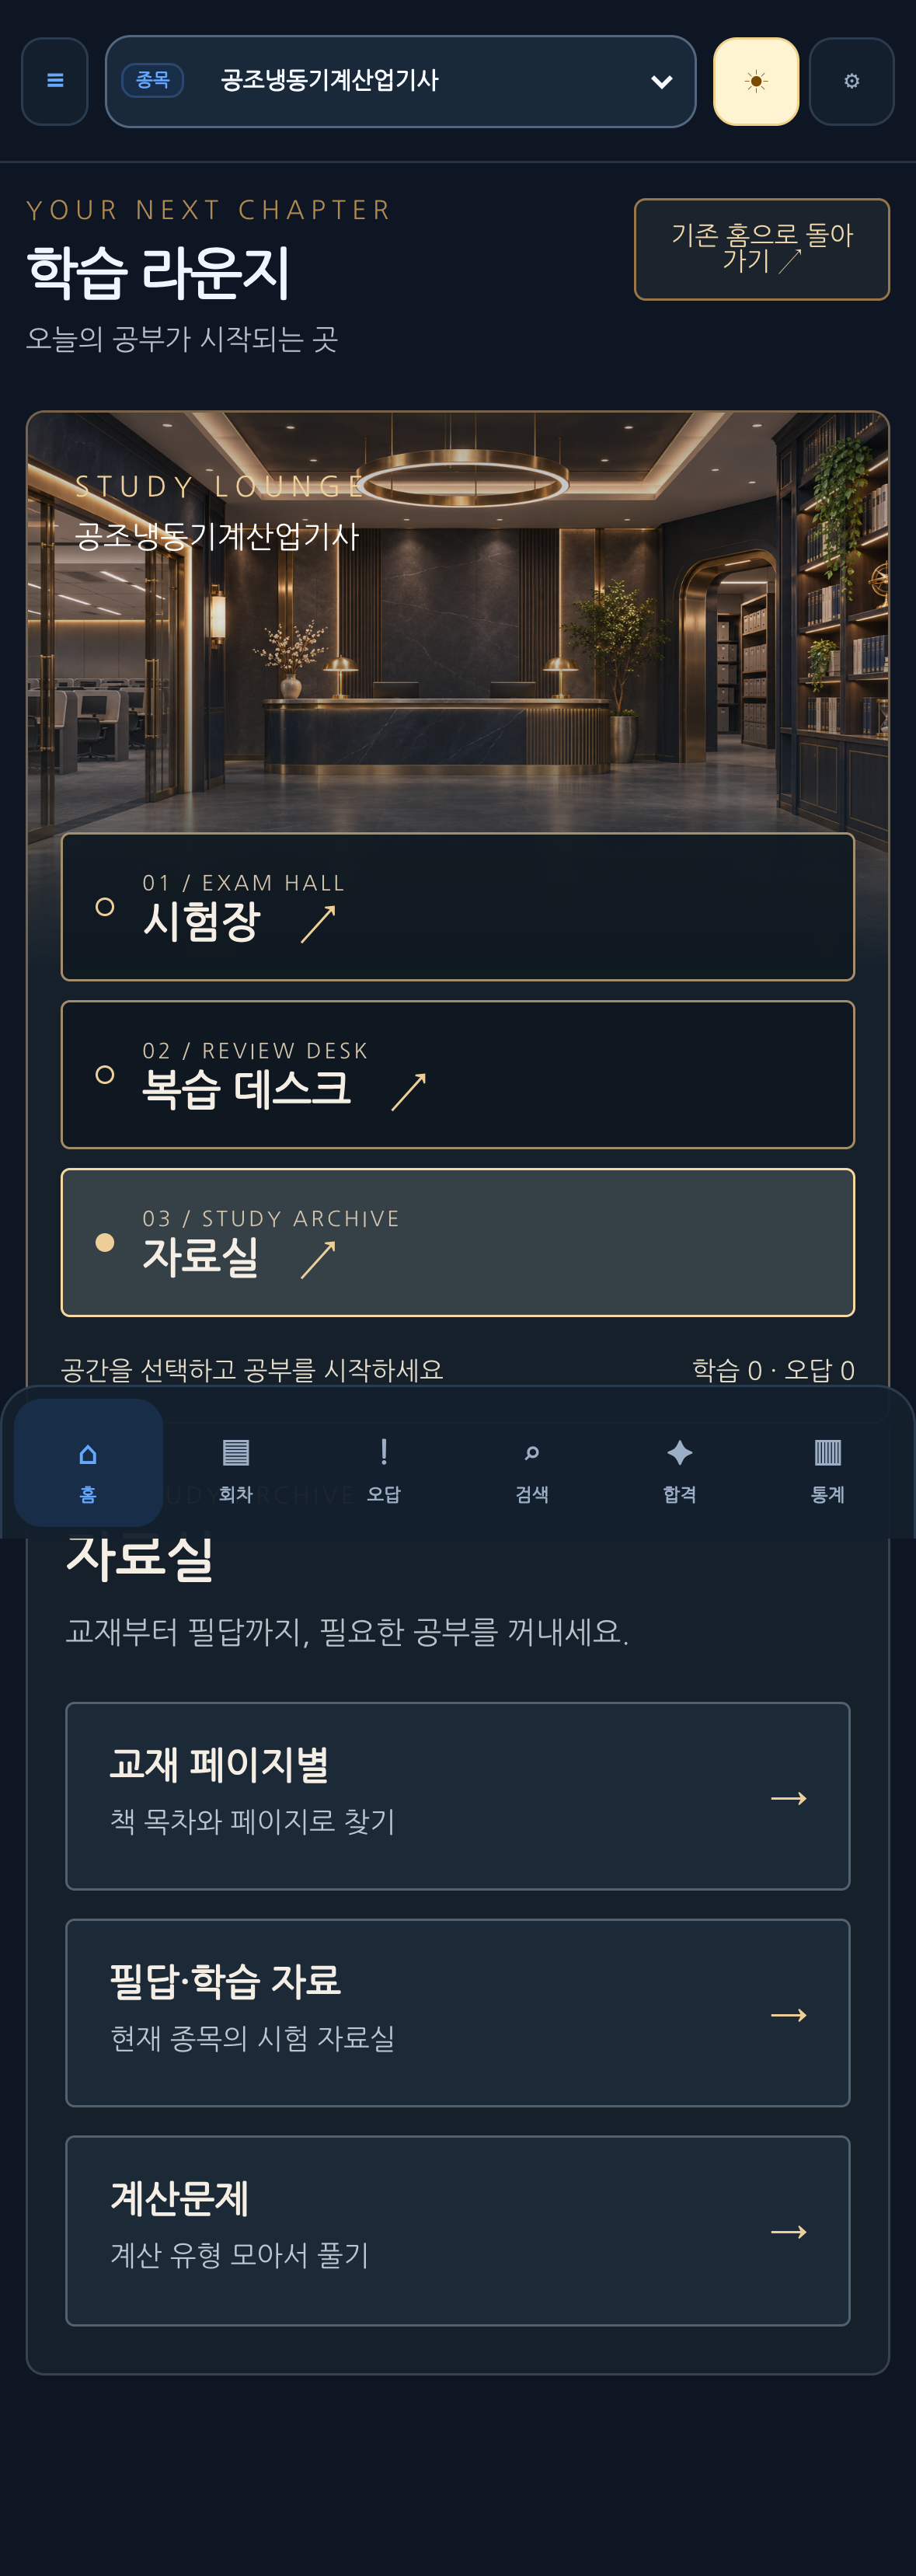 종목 공조냉동기계산업기사
YOUR NEXT CHAPTER
학습 라운지
오늘의 공부가 시작되는 곳
기존 홈으로 돌아
가기 ↗
STUDY LOUNGE
공조냉동기계산업기사
01 / EXAM HALL
시험장 ↗
02 / REVIEW DESK
복습 데스크 ↗
03 / STUDY ARCHIVE
자료실 ↗
공간을 선택하고 공부를 시작하세요
학습 0 · 오답 0
홈
회차
오답
검색
합격
통계
자료실
교재부터 필답까지, 필요한 공부를 꺼내세요.
교재 페이지별
책 목차와 페이지로 찾기
→
필답·학습 자료
현재 종목의 시험 자료실
→
계산문제
계산 유형 모아서 풀기
→